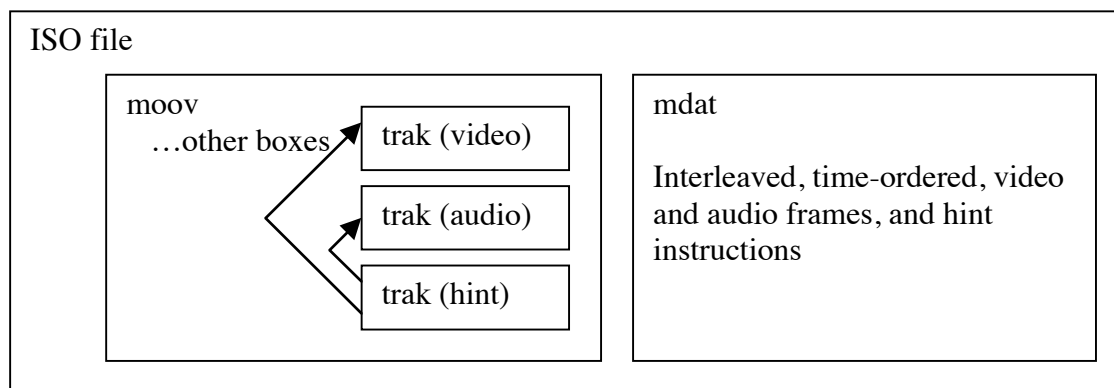 ISO file
moov
…other boxes
trak (video)
trak (audio)
trak (hint)
mdat
Interleaved, time-ordered, video
and audio frames, and hint
instructions